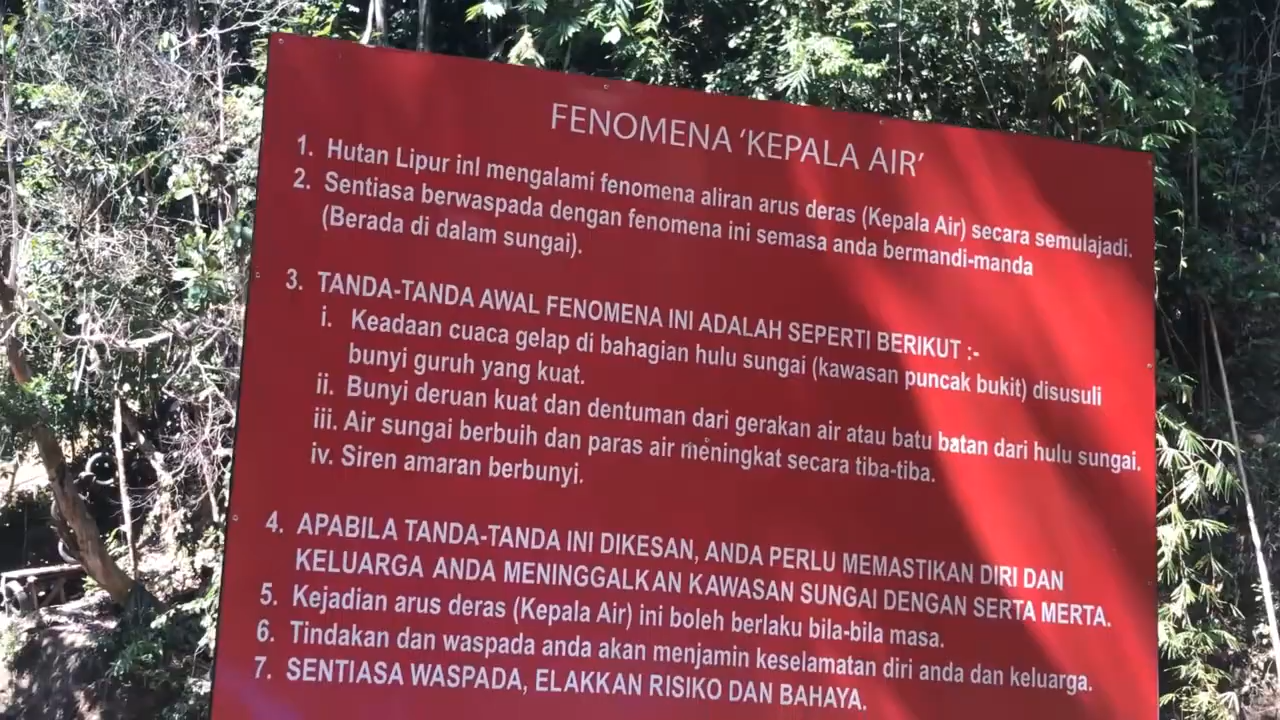 FENOMENA 'KEPALA AIR'
1. Hutan Lipur inI mengalami fenomena aliran arus deras (Kepala Air) secara semulajadi.
2. Sentiasa berwaspada dengan fenomena ini semasa anda bermandi-manda
(Berada di dalam sungai).
3. TANDA-TANDA AWAL FENOMENA INI ADALAH SEPERTI BERIKUT :-
i. Keadaan cuaca gelap di bahagian hulu sungai (kawasan puncak bukit) disusuli
bunyi guruh yang kuat.
ii. Bunyi deruan kuat dan dentuman dari gerakan air atau batu batan dari hulu sungai.
iii. Air sungai berbuih dan paras air meningkat secara tiba-tiba.
iv. Siren amaran berbunyi.
4. APABILA TANDA-TANDA INI DIKESAN, ANDA PERLU MEMASTIKAN DIRI DAN
KELUARGA ANDA MENINGGALKAN KAWASAN SUNGAI DENGAN SERTA MERTA.
5. Kejadian arus deras (Kepala Air) ini boleh berlaku bila-bila masa.
6. Tindakan dan waspada anda akan menjamin keselamatan diri anda dan keluarga.
7. SENTIASA WASPADA, ELAKKAN RISIKO DAN BAHAYA.